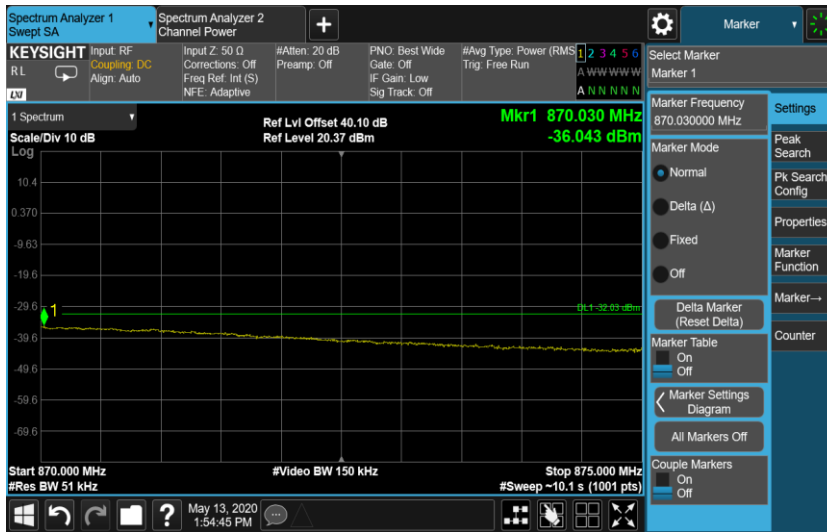 Spectrum Analyzer 1
Swept SA
Spectrum Analyzer 2
Channel Power
Marker
KEYSIGHT
RL
LXI
Input: RF
Coupling: DC
Align: Auto
Input Z: 50 Ω
Corrections: Off
Freq Ref: Int (S)
NFE: Adaptive
#Atten: 20 dB
Preamp: Off
PNO: Best Wide
Gate: Off
IF Gain: Low
Sig Track: Off
#Avg Type: Power (RMS
Trig: Free Run
1 2 3 4 5 6
A W W W W W
A N N N N N
Select Marker
Marker 1
1 Spectrum
Scale/Div 10 dB
Ref Lvl Offset 40.10 dB
Ref Level 20.37 dBm
Mkr1 870.030 MHz
-36.043 dBm
Log
10.4
0.370
-9.63
-19.6
-29.6
-39.6
-49.6
-59.6
-69.6
1
DL1 -32.03 dBm
Start 870.000 MHz
#Res BW 51 kHz
#Video BW 150 kHz
Stop 875.000 MHz
#Sweep ~10.1 s (1001 pts)
Marker Frequency
870.030000 MHz
Marker Mode
Normal
Delta (Δ)
Fixed
Off
Delta Marker
(Reset Delta)
Marker Table
On
Off
Marker Settings
Diagram
All Markers Off
Couple Markers
On
Off
Settings
Peak
Search
Pk Search
Config
Properties
Marker
Function
Marker→
Counter
?
May 13, 2020
1:54:45 PM